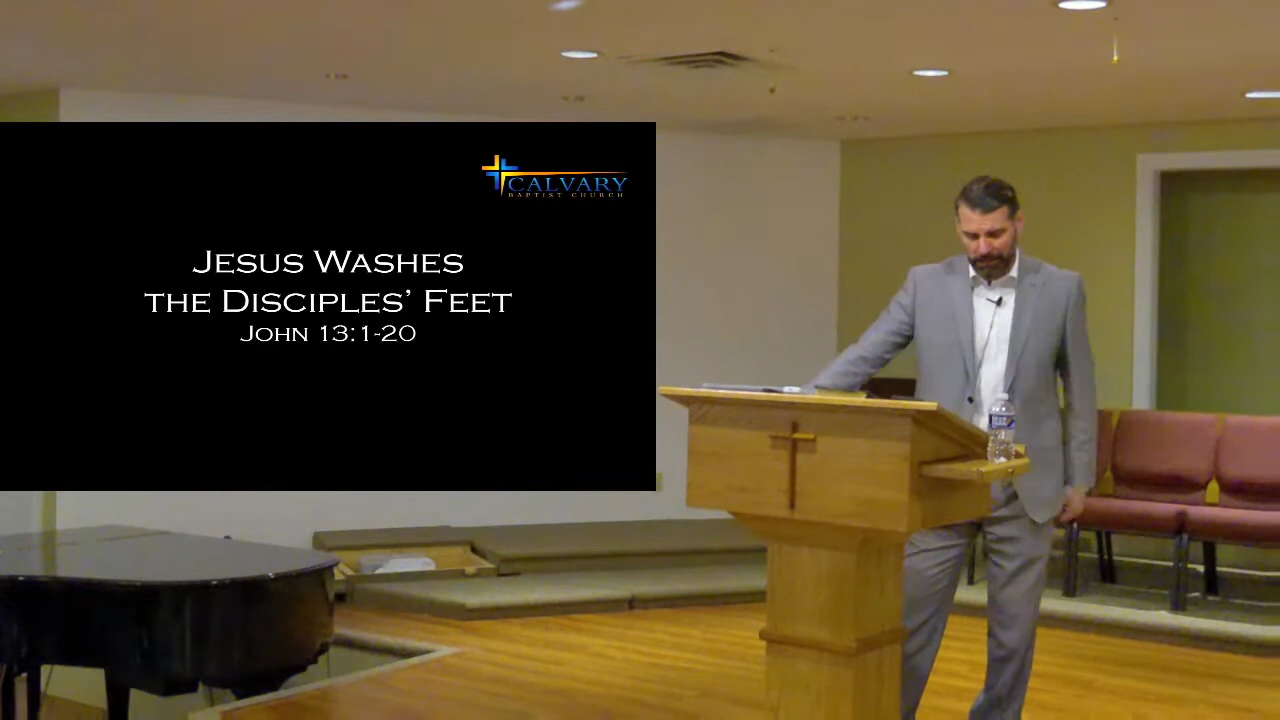 CALVARY
BAPTIST CHURCH
Jesus Washes
the Disciples’ Feet
John 13:1-20